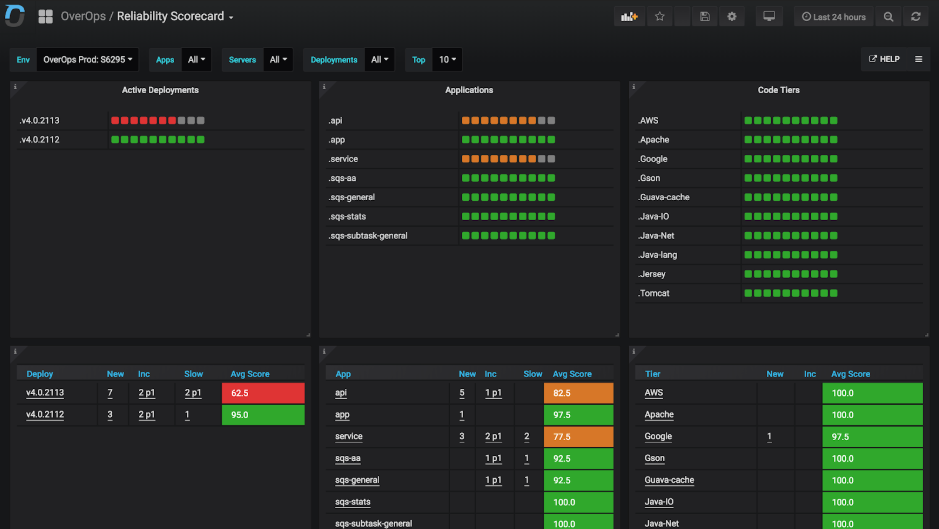 OverOps / Reliability Scorecard
Last 24 hours
Env OverOps Prod: S6295 Apps All Servers All Deployments All Top 10 HELP
Active Deployments
.v4.0.2113
.v4.0.2112
Applications
.api
.app
.service
.sqs-aa
.sqs-general
.sqs-stats
.sqs-subtask-general
Code Tiers
.AWS
.Apache
.Google
.Gson
.Guava-cache
.Java-IO
.Java-Net
.Java-lang
.Jersey
.Tomcat
Deploy New Inc Slow Avg Score
v4.0.2113 7 2 p1 2 p1 62.5
v4.0.2112 3 2 p1 1 95.0
App New Inc Slow Avg Score
api 5 1 p1 82.5
app 1 97.5
service 3 2 p1 2 77.5
sqs-aa 1 p1 1 92.5
sqs-general 1 p1 1 92.5
sqs-stats 100.0
sqs-subtask-general 100.0
Tier New Inc Avg Score
AWS 100.0
Apache 100.0
Google 1 97.5
Gson 100.0
Guava-cache 100.0
Java-IO 100.0
Java-Net 100.0